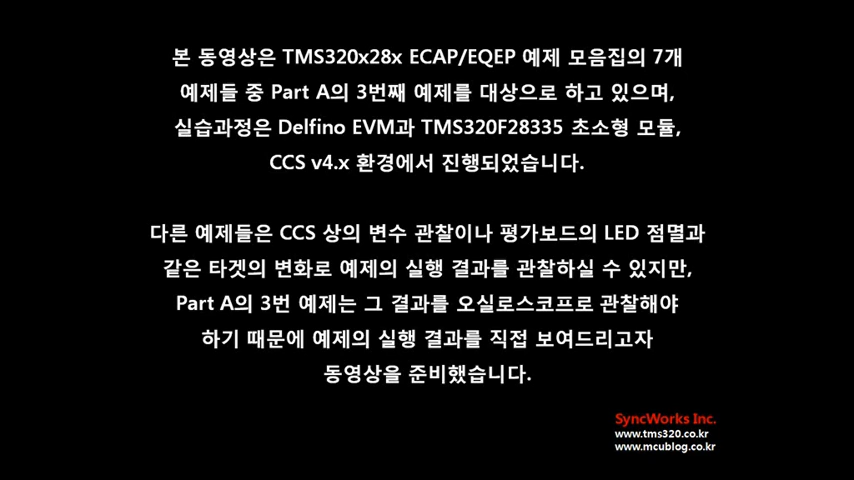 본 동영상은 TMS320x28x ECAP/EQEP 예제 모음집의 7개
예제들 중 Part A의 3번째 예제를 대상으로 하고 있으며,
실습과정은 Delfino EVM과 TMS320F28335 초소형 모듈,
CCS v4.x 환경에서 진행되었습니다.
다른 예제들은 CCS 상의 변수 관찰이나 평가보드의 LED 점멸과
같은 타겟의 변화로 예제의 실행 결과를 관찰하실 수 있지만,
Part A의 3번 예제는 그 결과를 오실로스코프로 관찰해야
하기 때문에 예제의 실행 결과를 직접 보여드리고자
동영상을 준비했습니다.
SyncWorks Inc.
www.tms320.co.kr
www.mcublog.co.kr